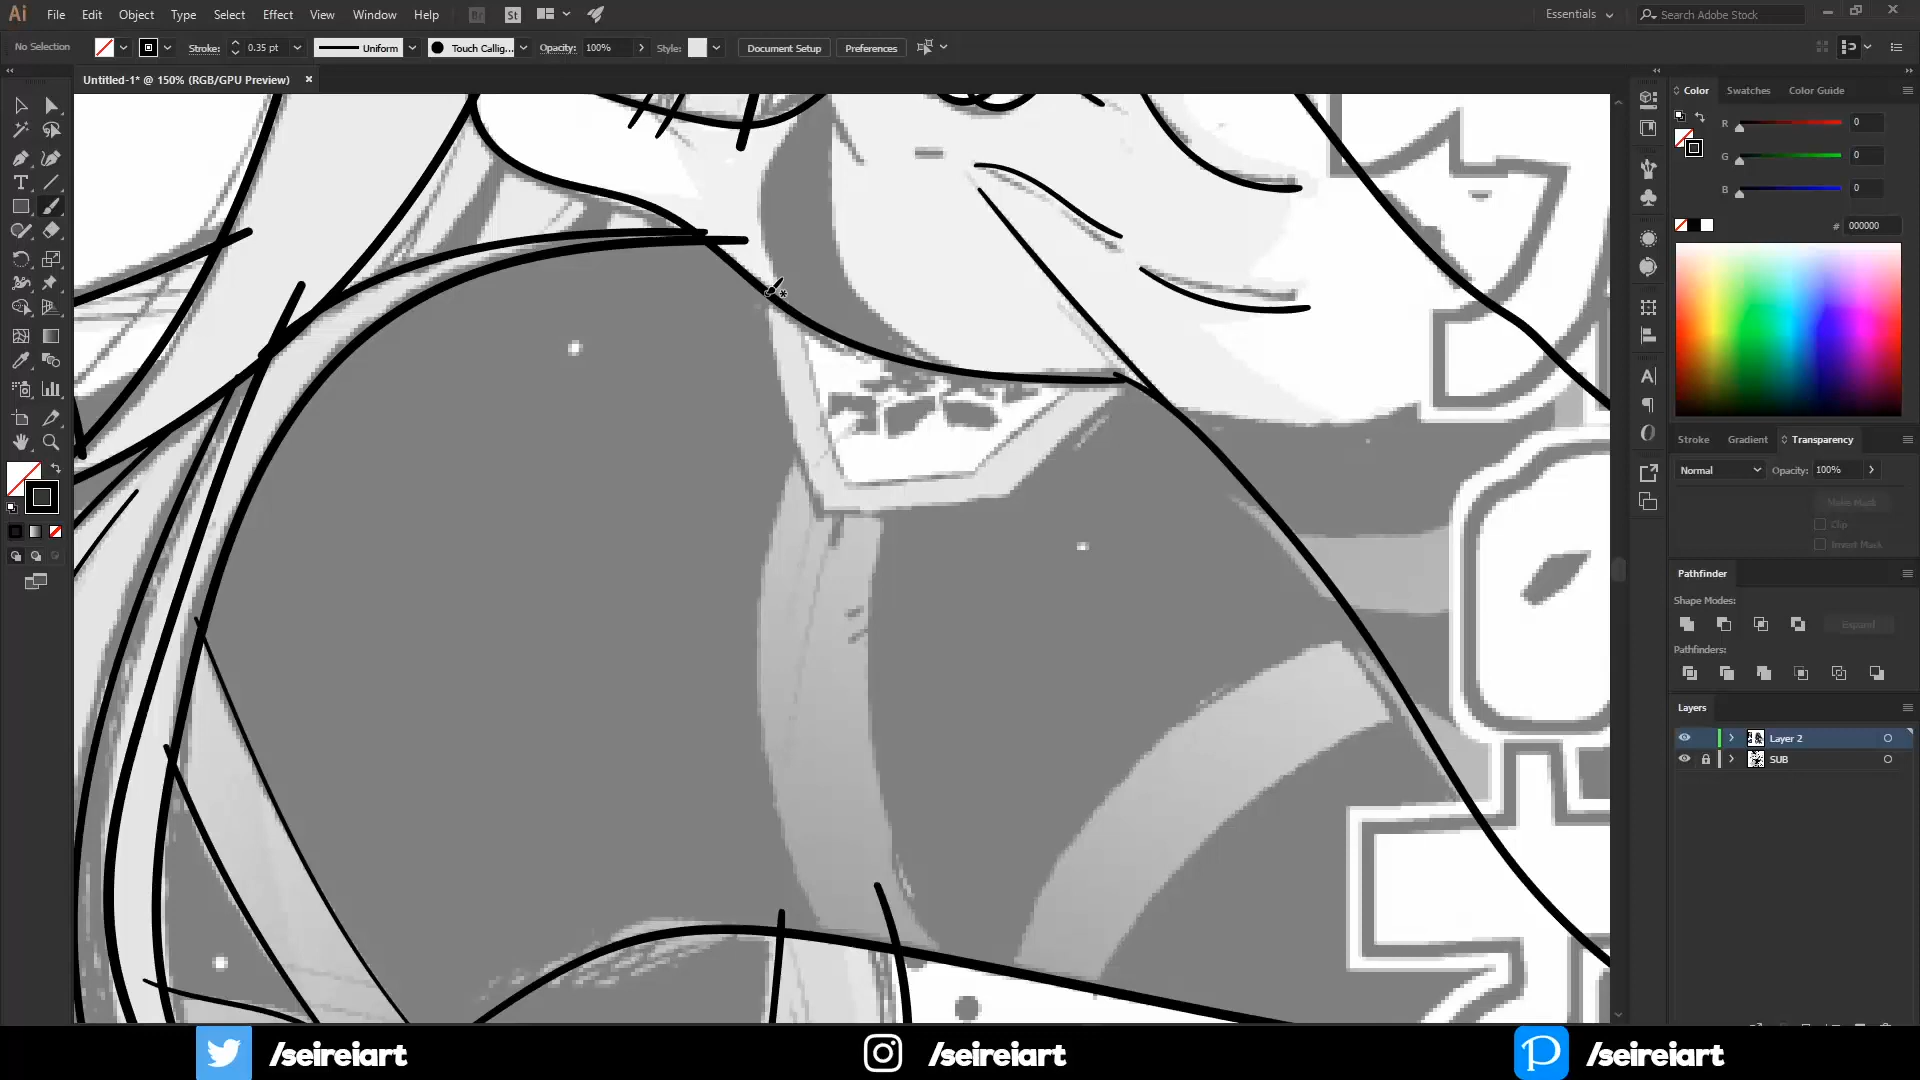 Ai File Edit Object Type Select Effect View Window Help Br St Essentials Search Adobe Stock
No Selection Stroke: 0.35 pt Uniform Touch Callig... Opacity: 100% Style: Document Setup Preferences
Untitled-1* @ 150% (RGB/GPU Preview)
Color Swatches Color Guide
R 0
G 0
B 0
# 000000
Stroke Gradient Transparency
Normal Opacity: 100%
Make Mask
Clip
Invert Mask
Pathfinder
Shape Modes:
Expand
Pathfinders:
Layers
Layer 2
SUB
/seireiart /seireiart /seireiart